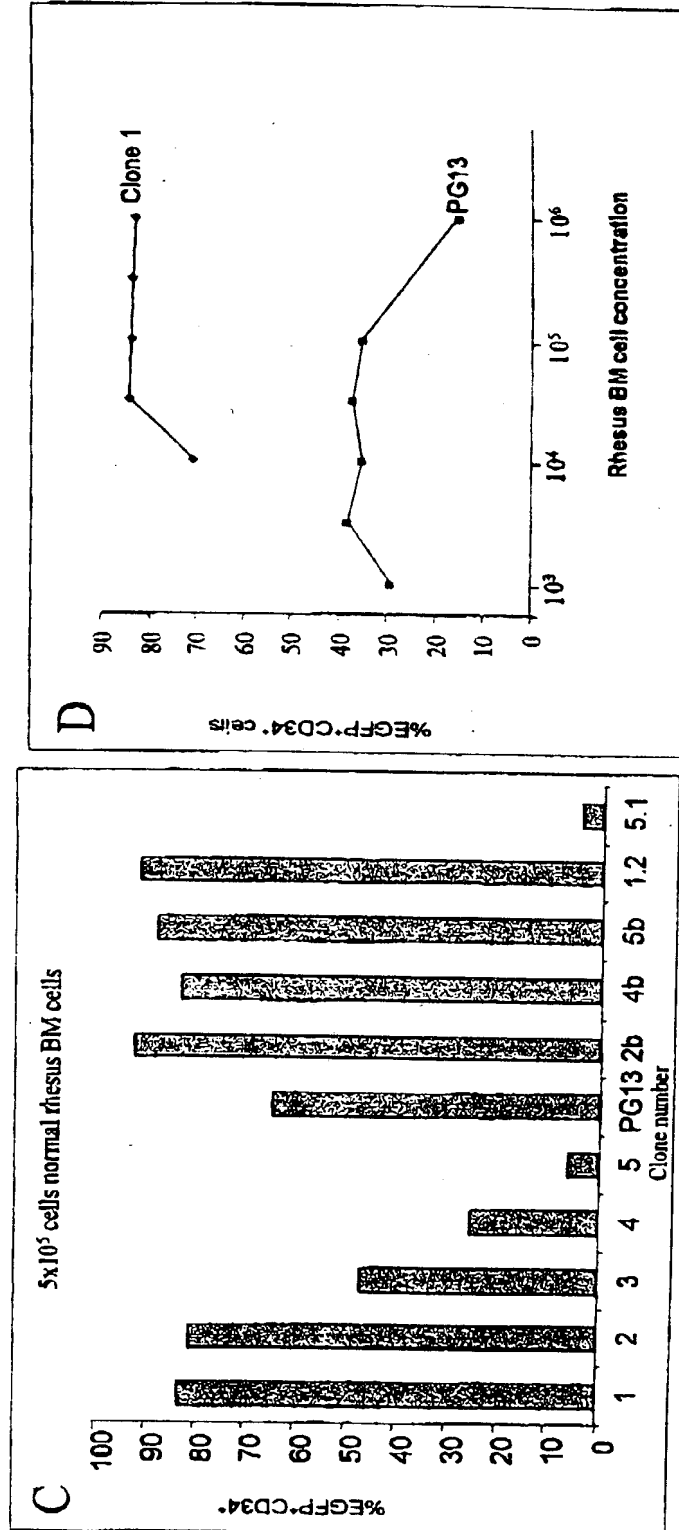 C
5x10⁵ cells normal rhesus BM cells
%EGFP⁺CD34⁺
100
90
80
70
60
50
40
30
20
10
0
1 2 3 4 5 PG13 2b 4b 5b 1.2 5.1
Clone number
D
%EGFP⁺CD34⁺ cells
90
80
70
60
50
40
30
20
10
0
Clone 1
PG13
10³ 10⁴ 10⁵ 10⁶
Rhesus BM cell concentration